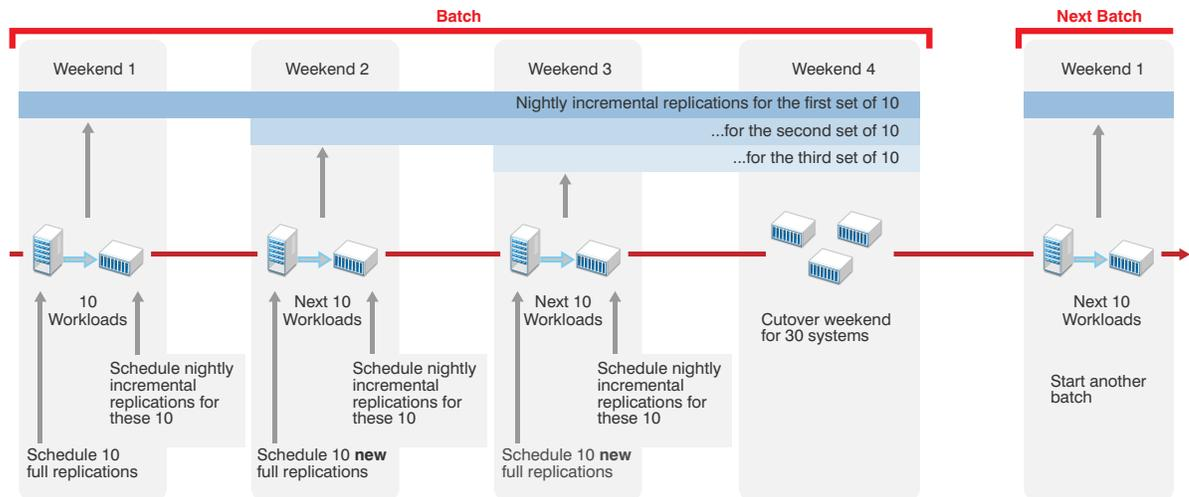 Batch
Next Batch
Weekend 1
Weekend 2
Weekend 3
Weekend 4
Weekend 1
Nightly incremental replications for the first set of 10
...for the second set of 10
...for the third set of 10
10
Workloads
Next 10
Workloads
Next 10
Workloads
Cutover weekend
for 30 systems
Next 10
Workloads
Schedule nightly
incremental
replications for
these 10
Schedule nightly
incremental
replications for
these 10
Schedule nightly
incremental
replications for
these 10
Start another
batch
Schedule 10
full replications
Schedule 10 new
full replications
Schedule 10 new
full replications